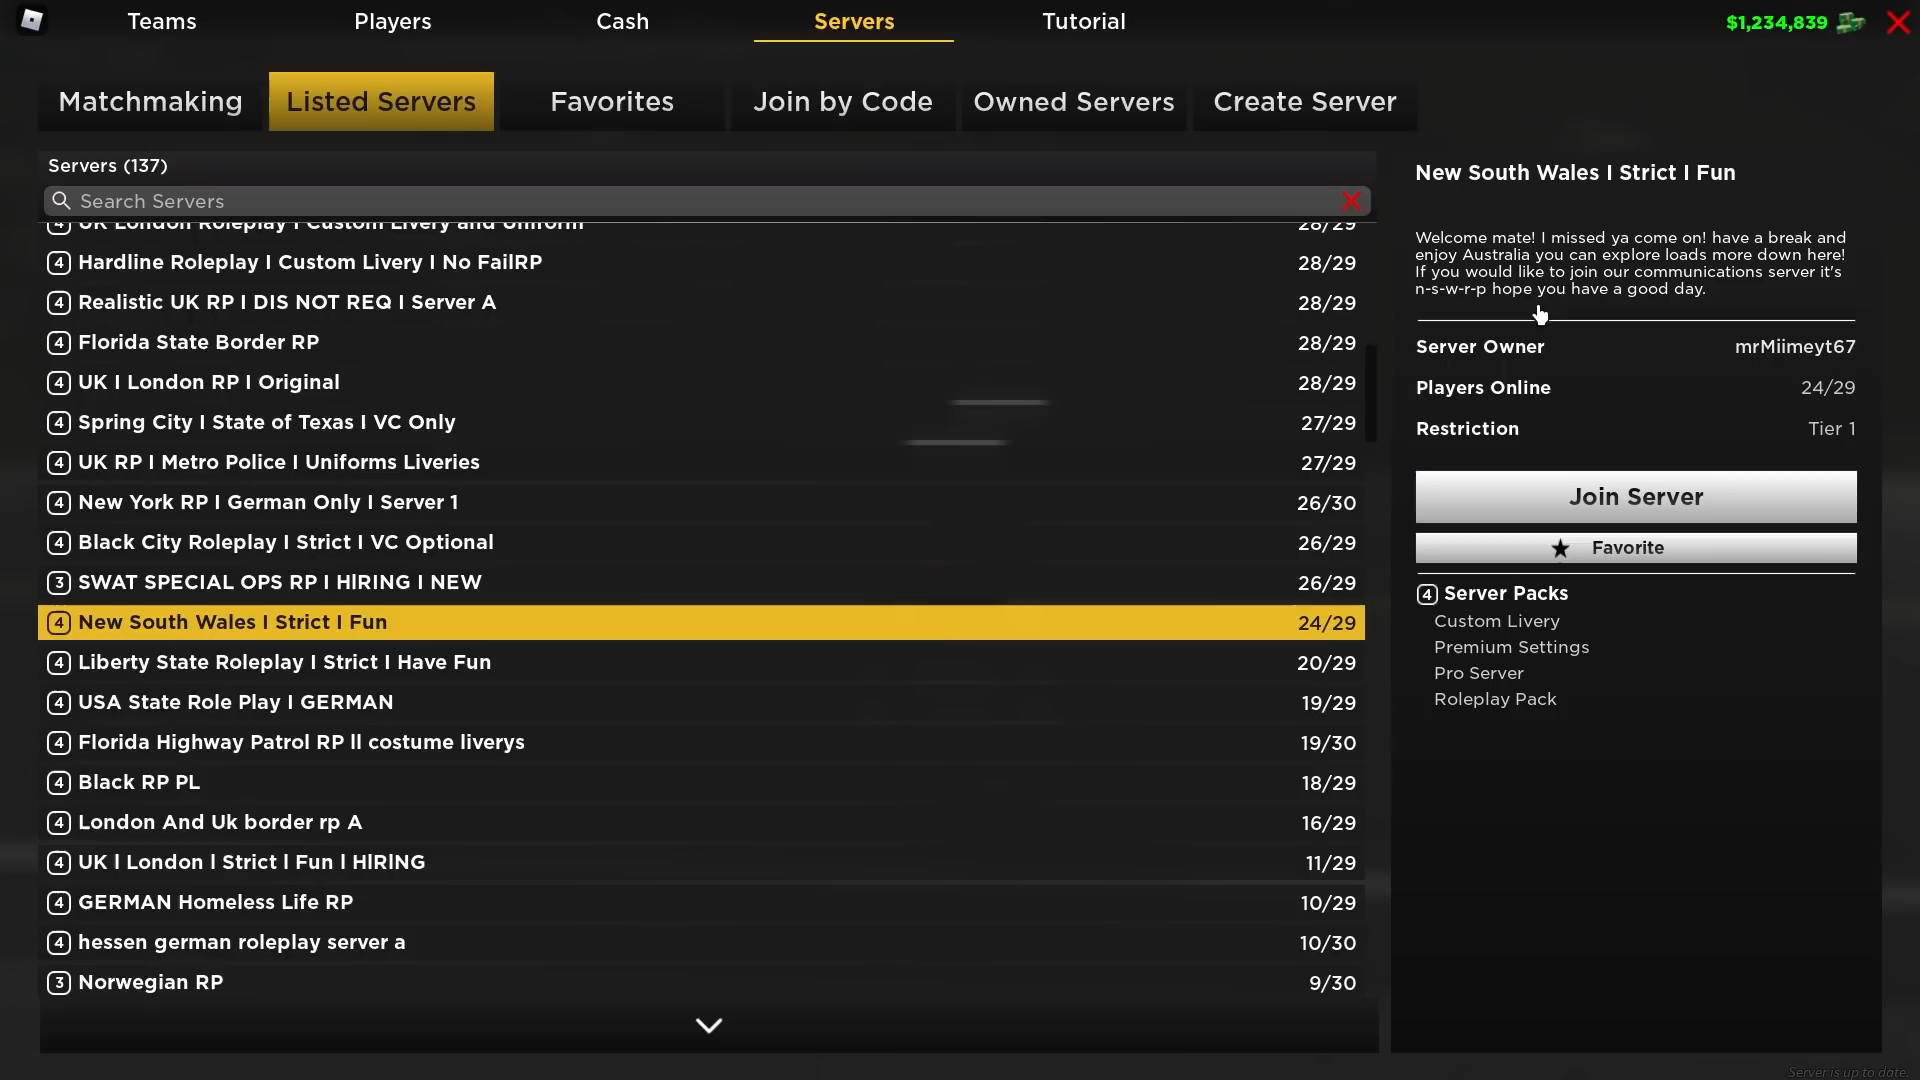 Teams Players Cash Servers Tutorial $1,234,839
Matchmaking Listed Servers Favorites Join by Code Owned Servers Create Server
Servers (137)
Search Servers
4 UK London Roplay I Custom Livery and Uniform 28/29
4 Hardline Roleplay I Custom Livery I No FailRP 28/29
4 Realistic UK RP I DIS NOT REQ I Server A 28/29
4 Florida State Border RP 28/29
4 UK I London RP I Original 28/29
4 Spring City I State of Texas I VC Only 27/29
4 UK RP I Metro Police I Uniforms Liveries 27/29
4 New York RP I German Only I Server 1 26/30
4 Black City Roleplay I Strict I VC Optional 26/29
3 SWAT SPECIAL OPS RP I HIRING I NEW 26/29
4 New South Wales I Strict I Fun 24/29
4 Liberty State Roleplay I Strict I Have Fun 20/29
4 USA State Role Play I GERMAN 19/29
4 Florida Highway Patrol RP ll costume liverys 19/30
4 Black RP PL 18/29
4 London And Uk border rp A 16/29
4 UK l London l Strict l Fun l HIRING 11/29
4 GERMAN Homeless Life RP 10/29
4 hessen german roleplay server a 10/30
3 Norwegian RP 9/30
New South Wales I Strict I Fun
Welcome mate! I missed ya come on! have a break and
enjoy Australia you can explore loads more down here!
If you would like to join our communications server it's
n-s-w-r-p hope you have a good day.
Server Owner mrMiimeyt67
Players Online 24/29
Restriction Tier 1
Join Server
★ Favorite
4 Server Packs
Custom Livery
Premium Settings
Pro Server
Roleplay Pack
Server is up to date.